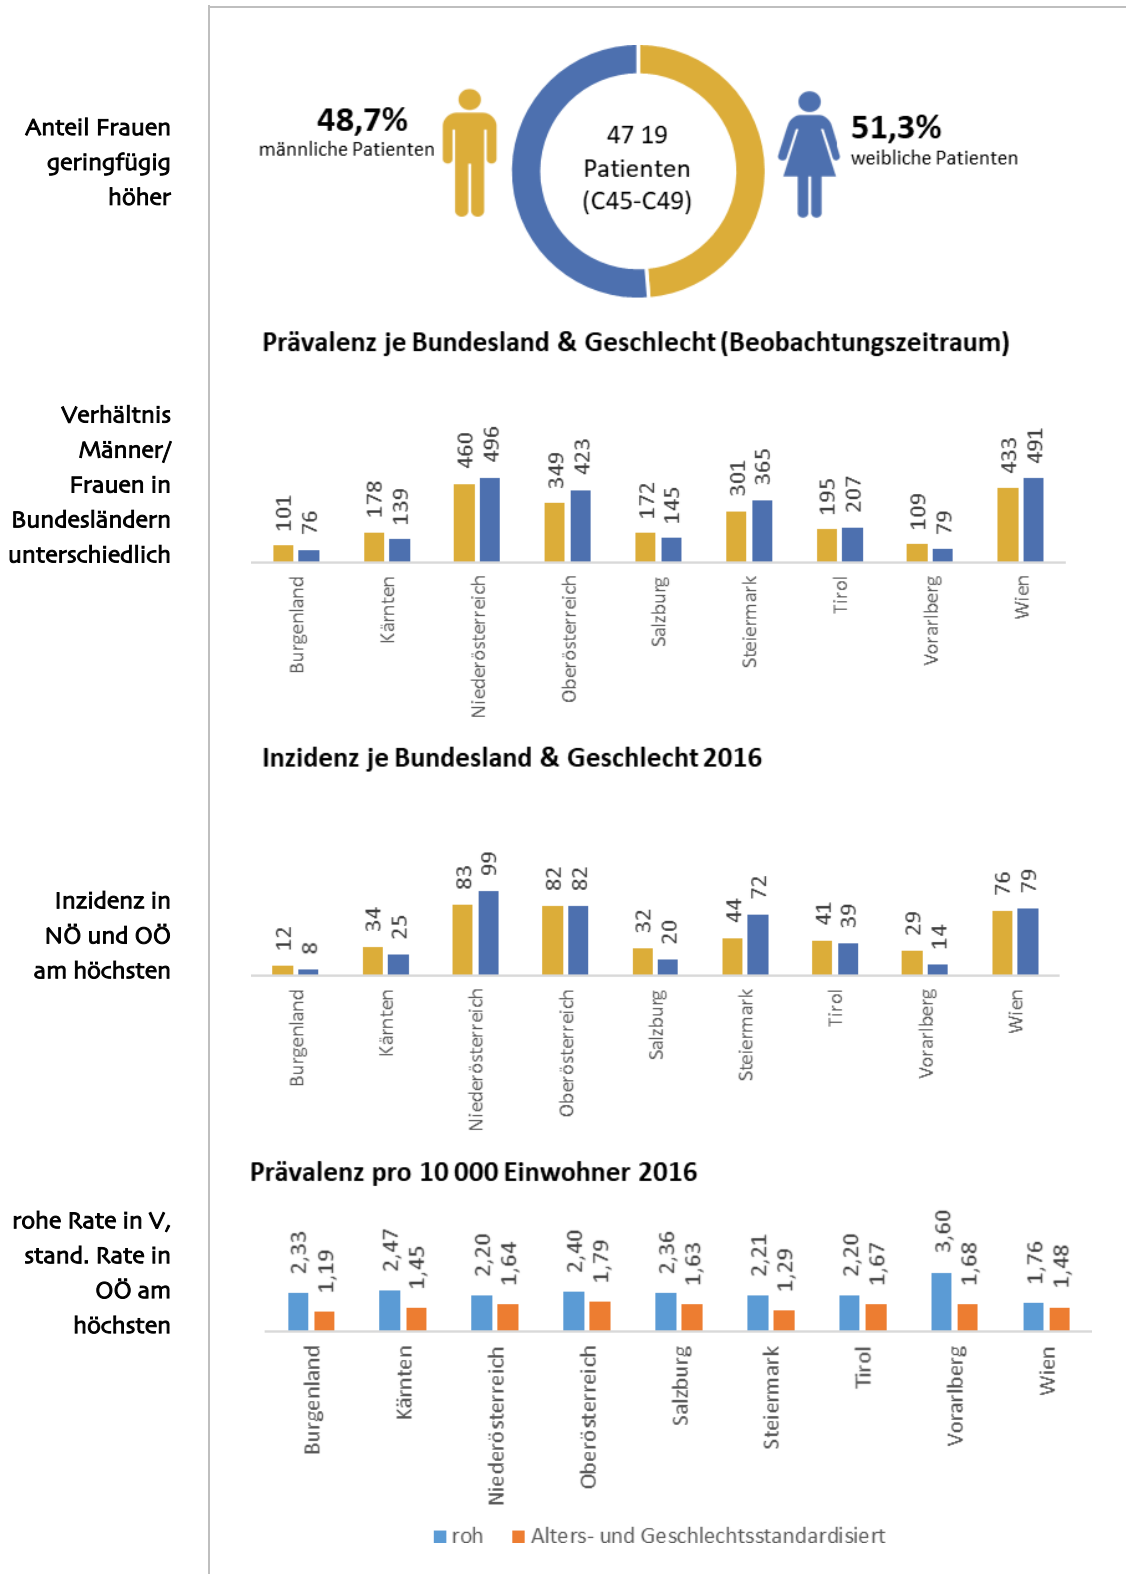 Anteil Frauen
geringfügig
höher
48,7%
männliche Patienten
47 19
Patienten
(C45-C49)
51,3%
weibliche Patienten
Prävalenz je Bundesland & Geschlecht (Beobachtungszeitraum)
Verhältnis
Männer/
Frauen in
Bundesländern
unterschiedlich
101 76 178 139 460 496 349 423 172 145 301 365 195 207 109 79 433 491
Burgenland Kärnten Niederösterreich Oberösterreich Salzburg Steiermark Tirol Vorarlberg Wien
Inzidenz je Bundesland & Geschlecht 2016
Inzidenz in
NÖ und OÖ
am höchsten
12 8 34 25 83 99 82 82 32 20 44 72 41 39 29 14 76 79
Burgenland Kärnten Niederösterreich Oberösterreich Salzburg Steiermark Tirol Vorarlberg Wien
Prävalenz pro 10 000 Einwohner 2016
rohe Rate in V,
stand. Rate in
OÖ am
höchsten
2,33 1,19 2,47 1,45 2,20 1,64 2,40 1,79 2,36 1,63 2,21 1,29 2,20 1,67 3,60 1,68 1,76 1,48
Burgenland Kärnten Niederösterreich Oberösterreich Salzburg Steiermark Tirol Vorarlberg Wien
roh Alters- und Geschlechtsstandardisiert